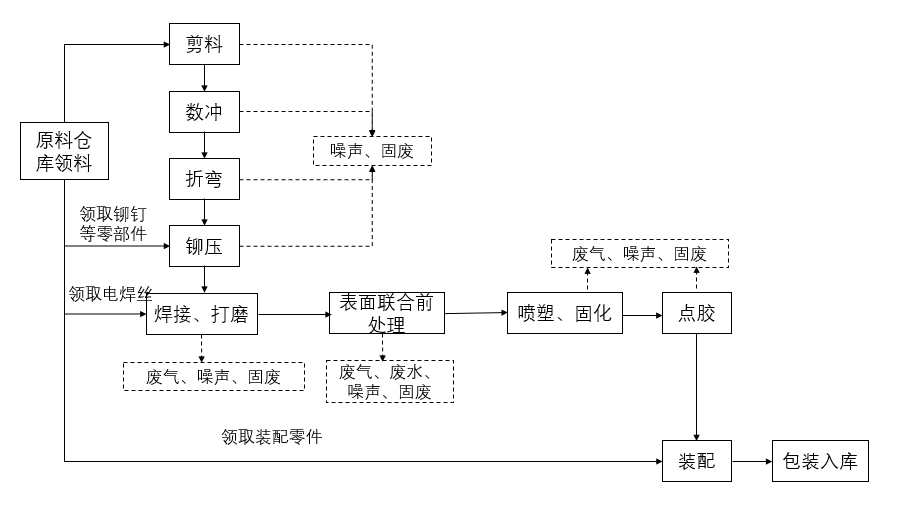 剪料
数冲
原料仓
库领料
噪声、固废
折弯
领取铆钉
等零部件
铆压
废气、噪声、固废
领取电焊丝
焊接、打磨
表面联合前
处理
喷塑、固化
点胶
废气、噪声、固废
废气、废水、
噪声、固废
领取装配零件
装配
包装入库